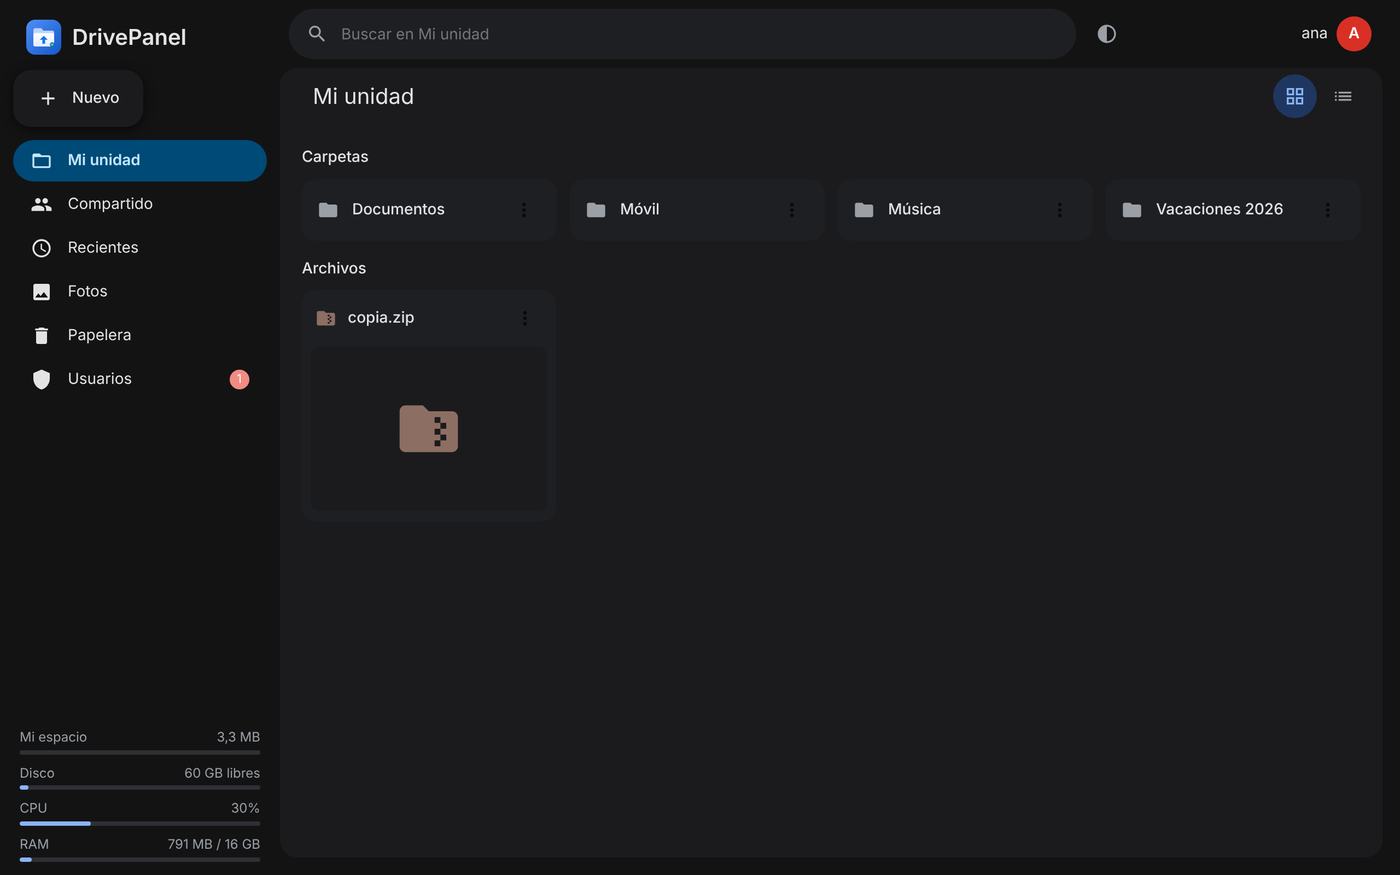 DrivePanel
Buscar en Mi unidad
ana
A
Nuevo
Mi unidad
Compartido
Recientes
Fotos
Papelera
Usuarios
1
Mi espacio 3,3 MB
Disco 60 GB libres
CPU 30%
RAM 791 MB / 16 GB
Mi unidad
Carpetas
Documentos
Móvil
Música
Vacaciones 2026
Archivos
copia.zip